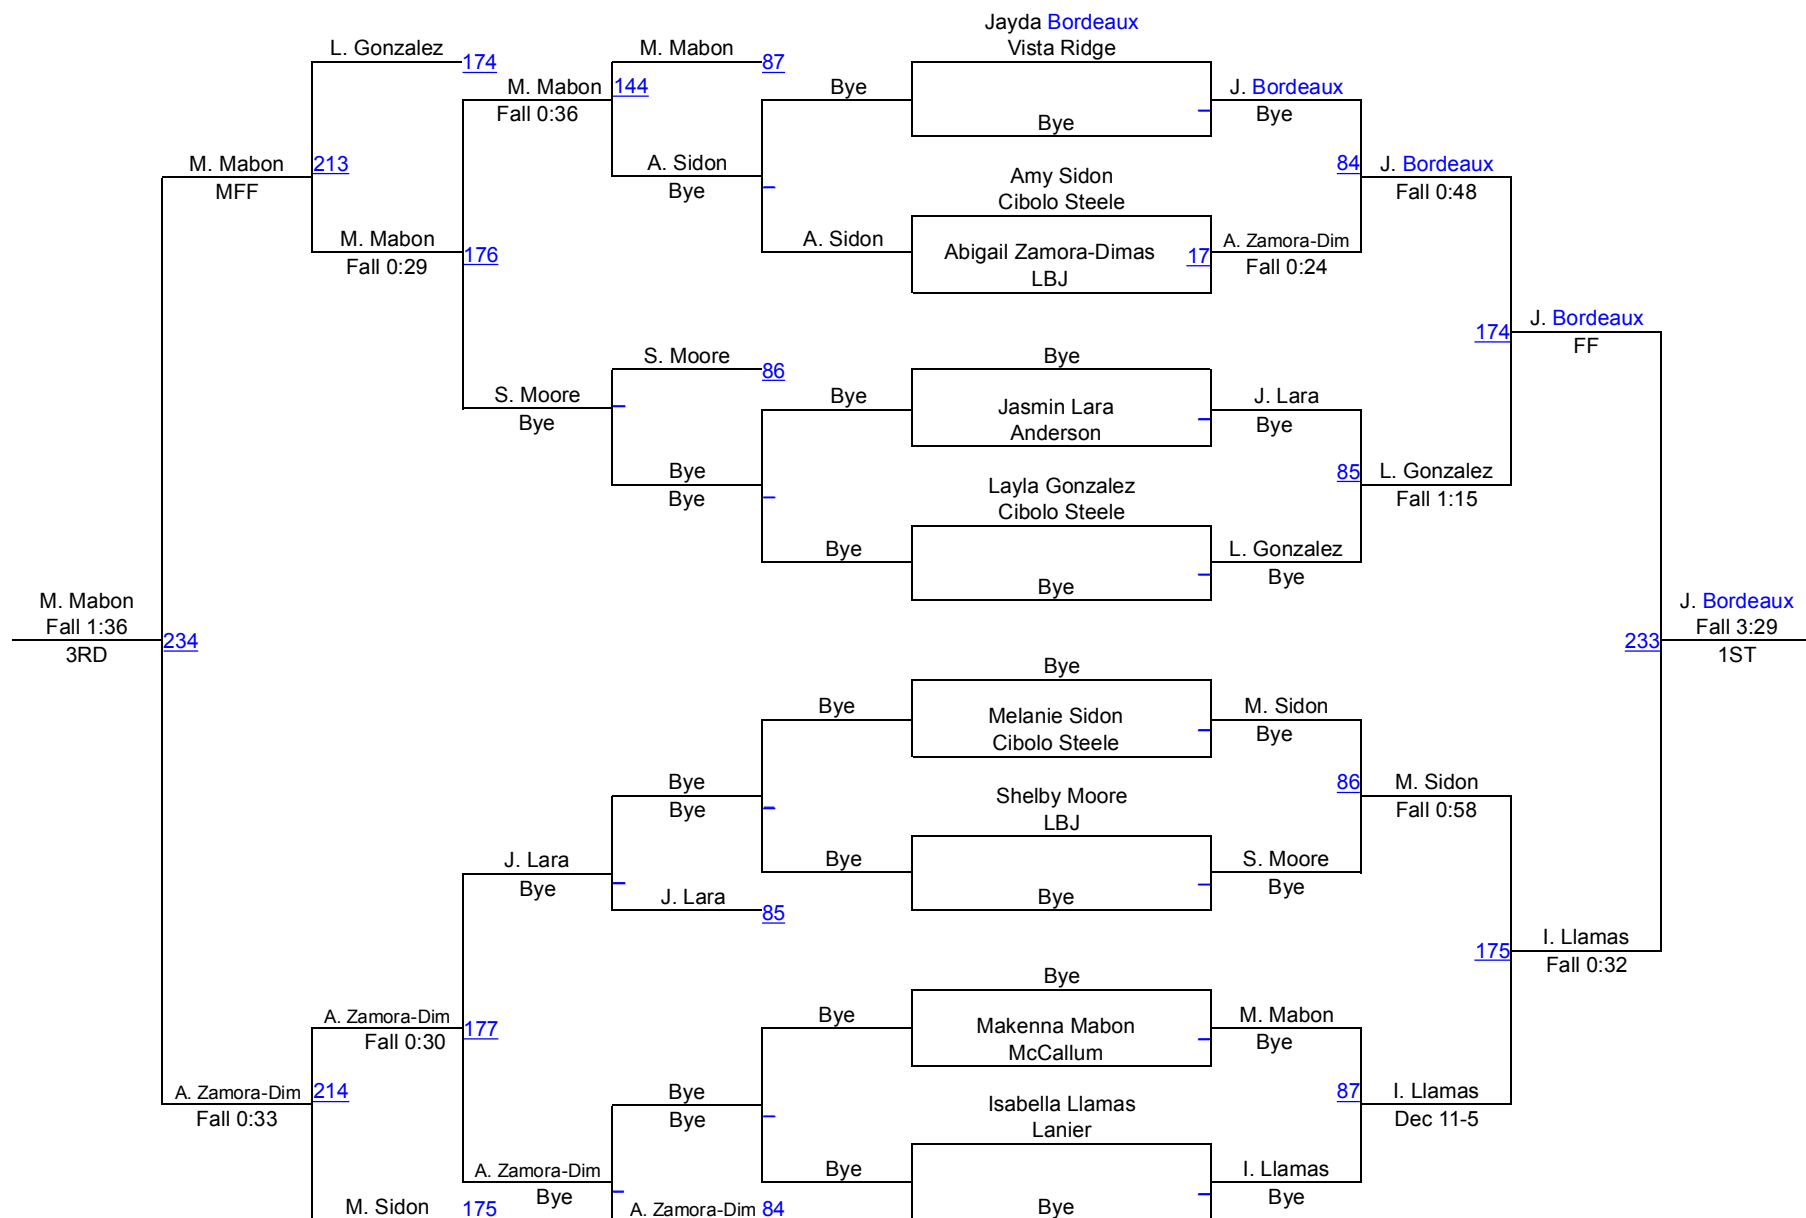 Jayda Bordeaux
L. Gonzalez
M. Mabon
Vista Ridge
174
87
M. Mabon
144
Bye
J. Bordeaux
Fall 0:36
Bye
Bye
M. Mabon
213
A. Sidon
84
J. Bordeaux
MFF
Bye
Amy Sidon
Fall 0:48
Cibolo Steele
M. Mabon
A. Sidon
A. Zamora-Dim
176
Abigail Zamora-Dimas
17
Fall 0:29
Fall 0:24
LBJ
J. Bordeaux
174
FF
S. Moore
Bye
86
S. Moore
Bye
Jasmin Lara
J. Lara
Bye
Anderson
Bye
Bye
85
L. Gonzalez
Bye
Layla Gonzalez
Fall 1:15
Cibolo Steele
Bye
L. Gonzalez
Bye
Bye
M. Mabon
J. Bordeaux
Fall 1:36
Fall 3:29
234
233
3RD
1ST
Bye
Bye
Melanie Sidon
M. Sidon
Cibolo Steele
Bye
Bye
86
M. Sidon
Bye
Shelby Moore
Fall 0:58
LBJ
J. Lara
Bye
S. Moore
Bye
Bye
Bye
J. Lara
85
I. Llamas
175
Fall 0:32
Bye
A. Zamora-Dim
177
Bye
Makenna Mabon
M. Mabon
Fall 0:30
McCallum
Bye
A. Zamora-Dim
214
Bye
87
I. Llamas
Fall 0:33
Bye
Isabella Llamas
Dec 11-5
Lanier
A. Zamora-Dim
Bye
I. Llamas
Bye
Bye
M. Sidon
175
A. Zamora-Dim
84
Bye